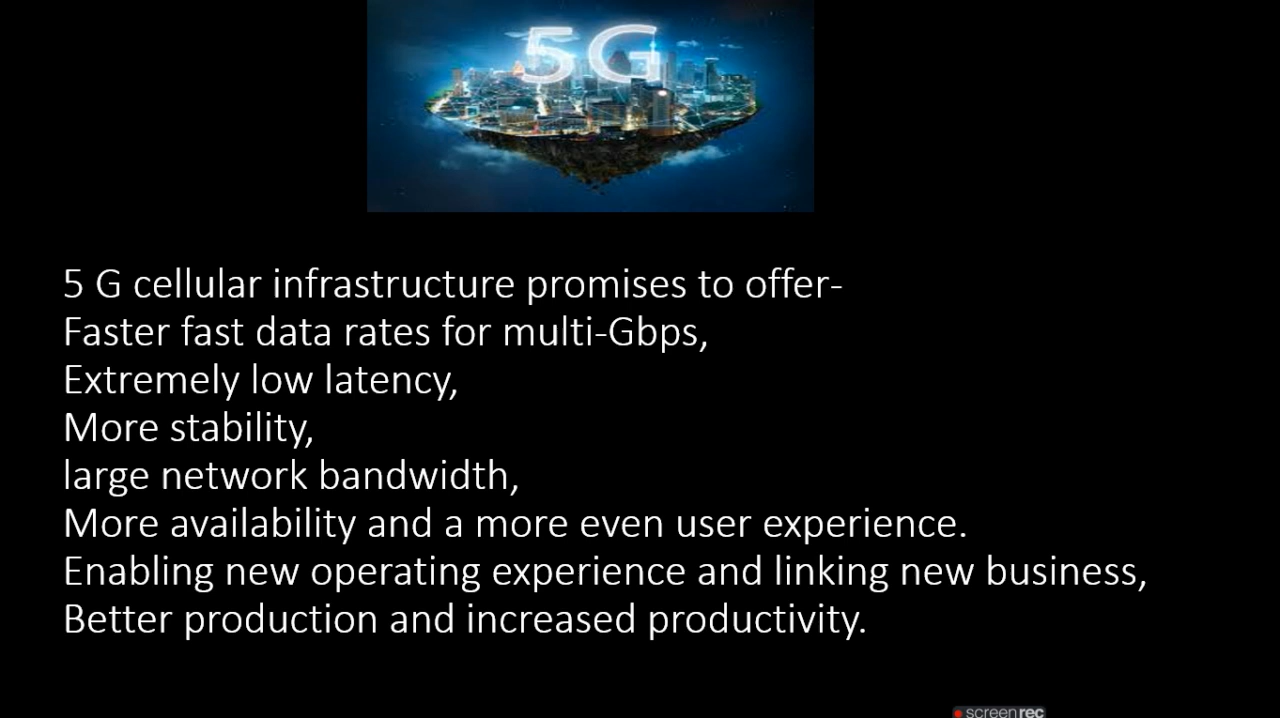 5G
5 G cellular infrastructure promises to offer-
Faster fast data rates for multi-Gbps,
Extremely low latency,
More stability,
large network bandwidth,
More availability and a more even user experience.
Enabling new operating experience and linking new business,
Better production and increased productivity.
screenrec